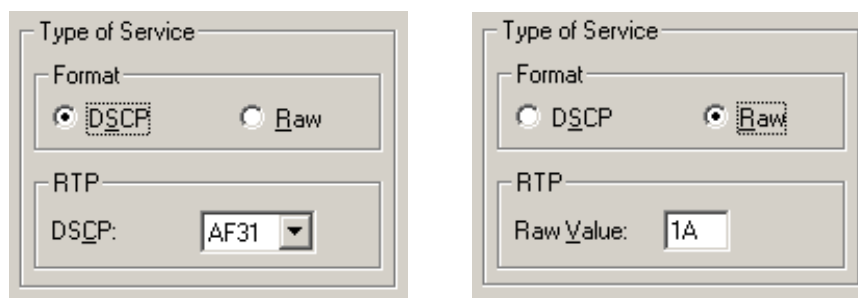 Type of Service
Format
DSCP Raw
RTP
DSCP: AF31
Type of Service
Format
DSCP Raw
RTP
Raw Value: 1A